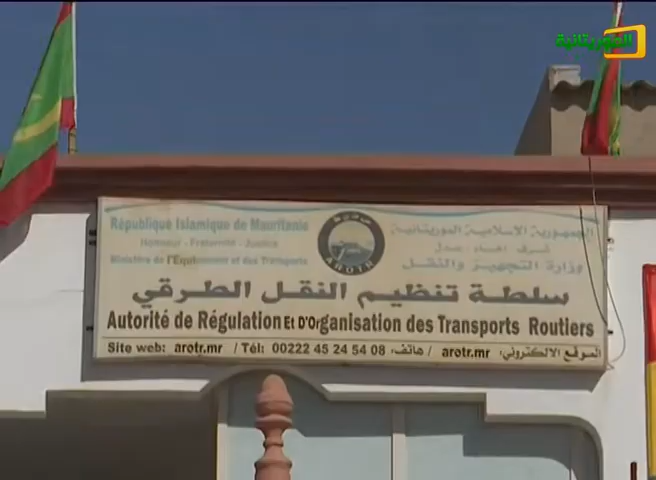 الموريتانية
République Islamique de Mauritanie
الجمهورية الإسلامية الموريتانية
Honneur - Fraternité - Justice
شرف - إخاء - عدل
Ministère de l'Equipement et des Transports
وزارة التجهيز والنقل
AROTR
سلطة تنظيم النقل الطرقي
Autorité de Régulation Et D'Organisation des Transports Routiers
Site web: arotr.mr Tél: 00222 45 24 54 08 هاتف: arotr.mr الموقع الالكتروني: